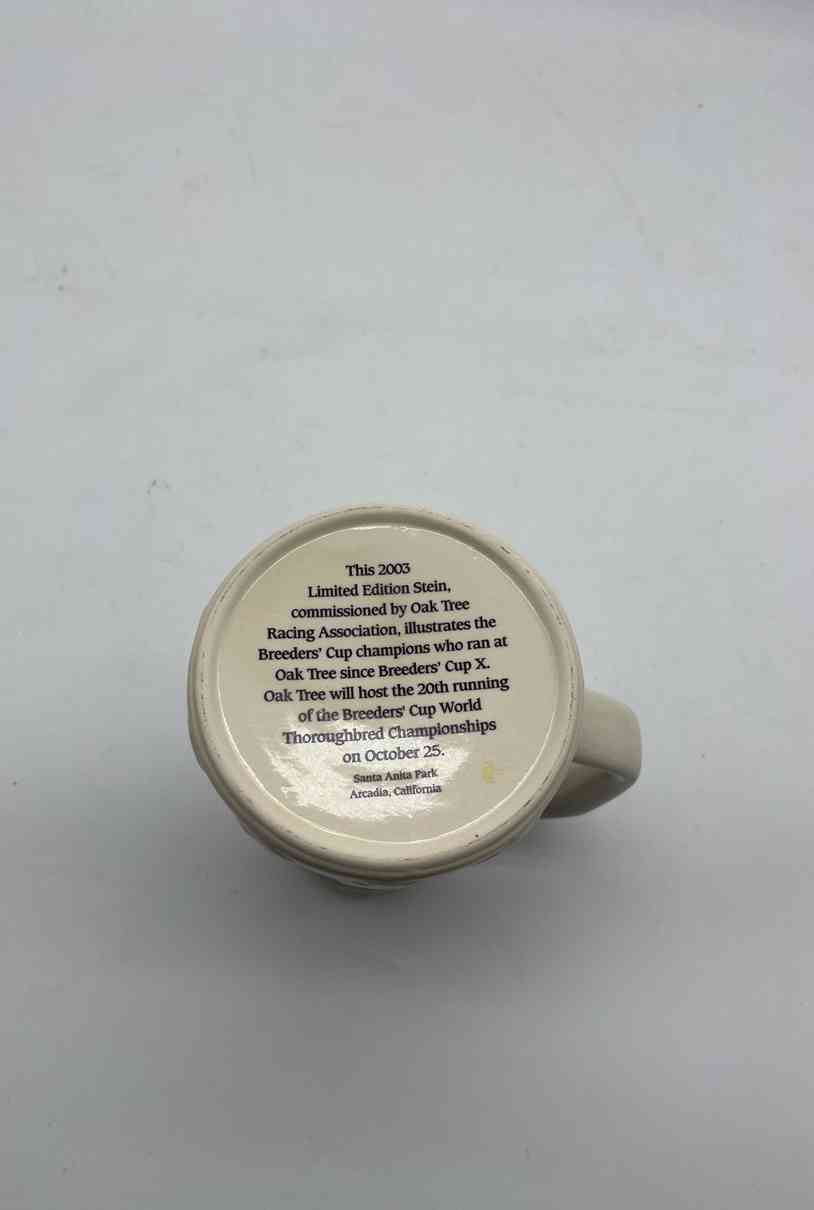 This 2003
Limited Edition Stein,
commissioned by Oak Tree
Racing Association, illustrates the
Breeders' Cup champions who ran at
Oak Tree since Breeders' Cup X.
Oak Tree will host the 20th running
of the Breeders' Cup World
Thoroughbred Championships
on October 25.
Santa Anita Park
Arcadia, California